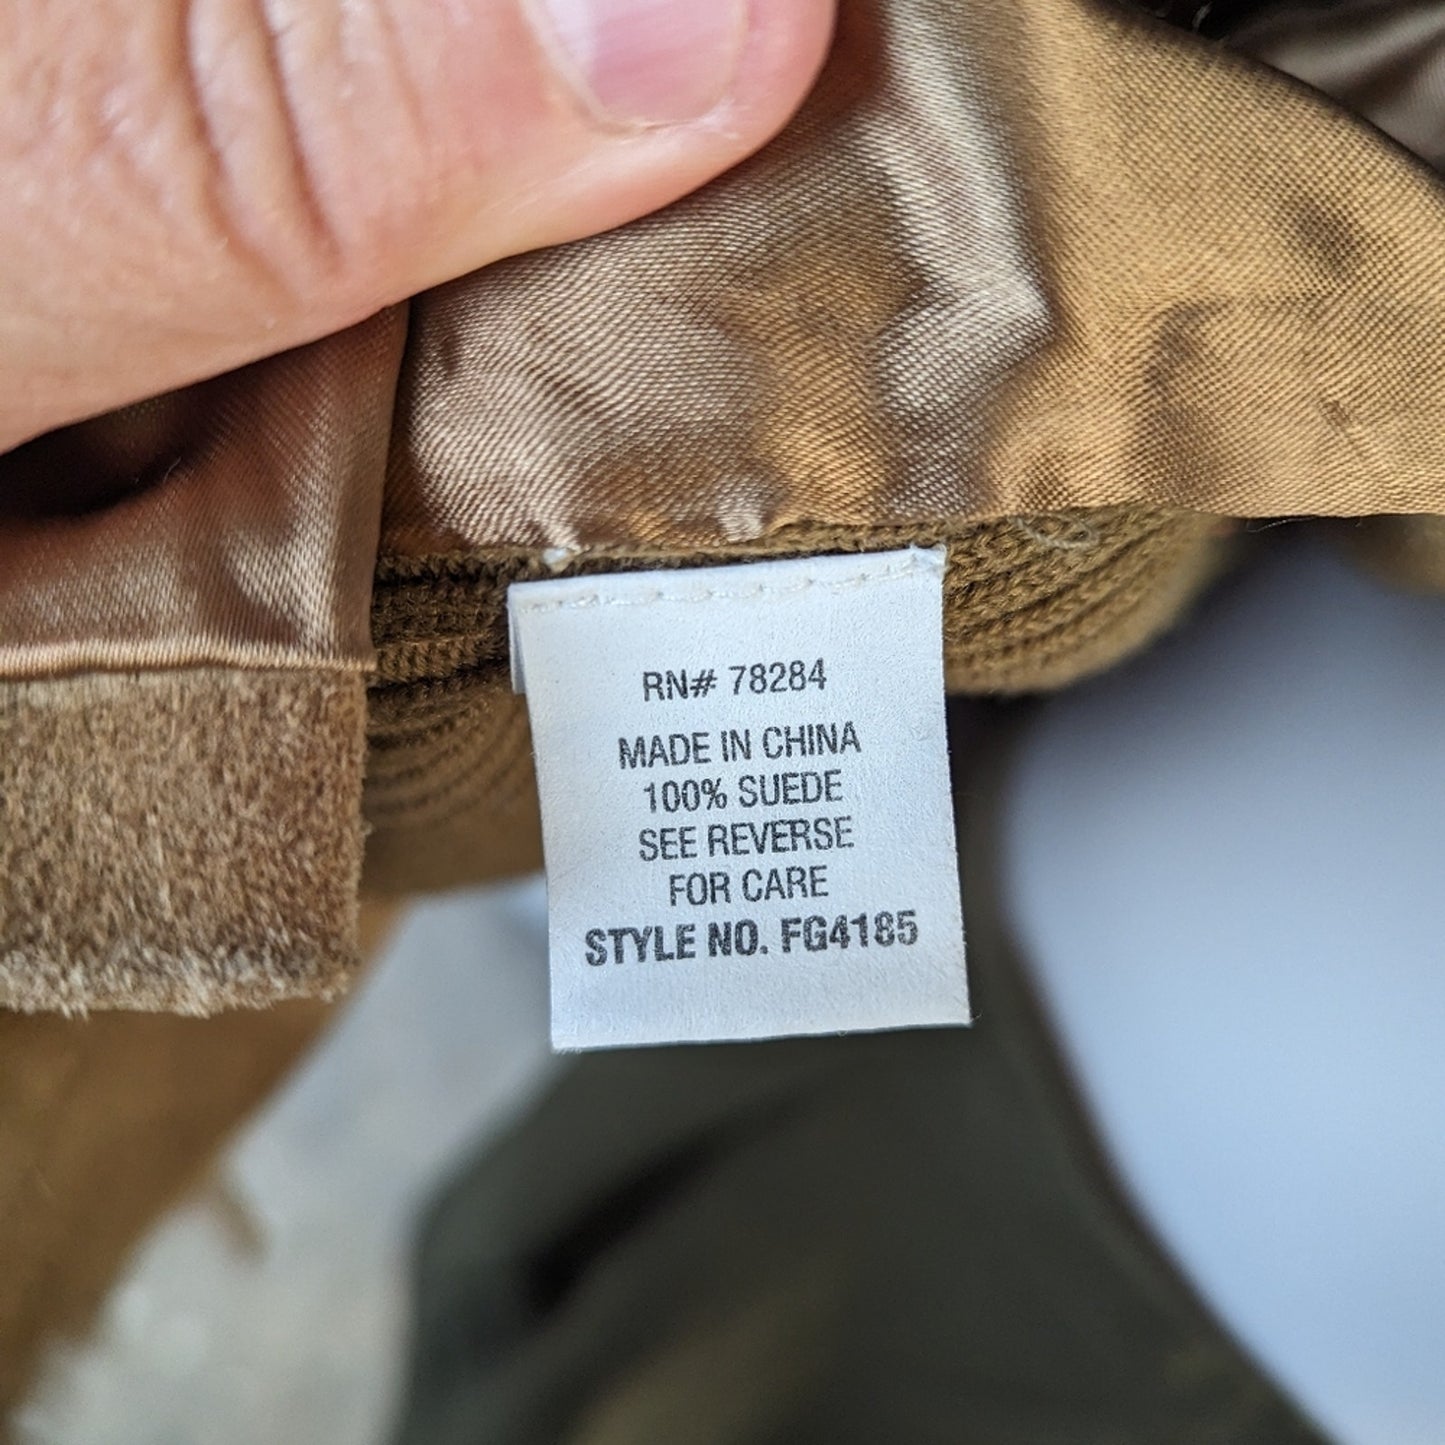 RN# 78284
MADE IN CHINA
100% SUEDE
SEE REVERSE
FOR CARE
STYLE NO. FG4185